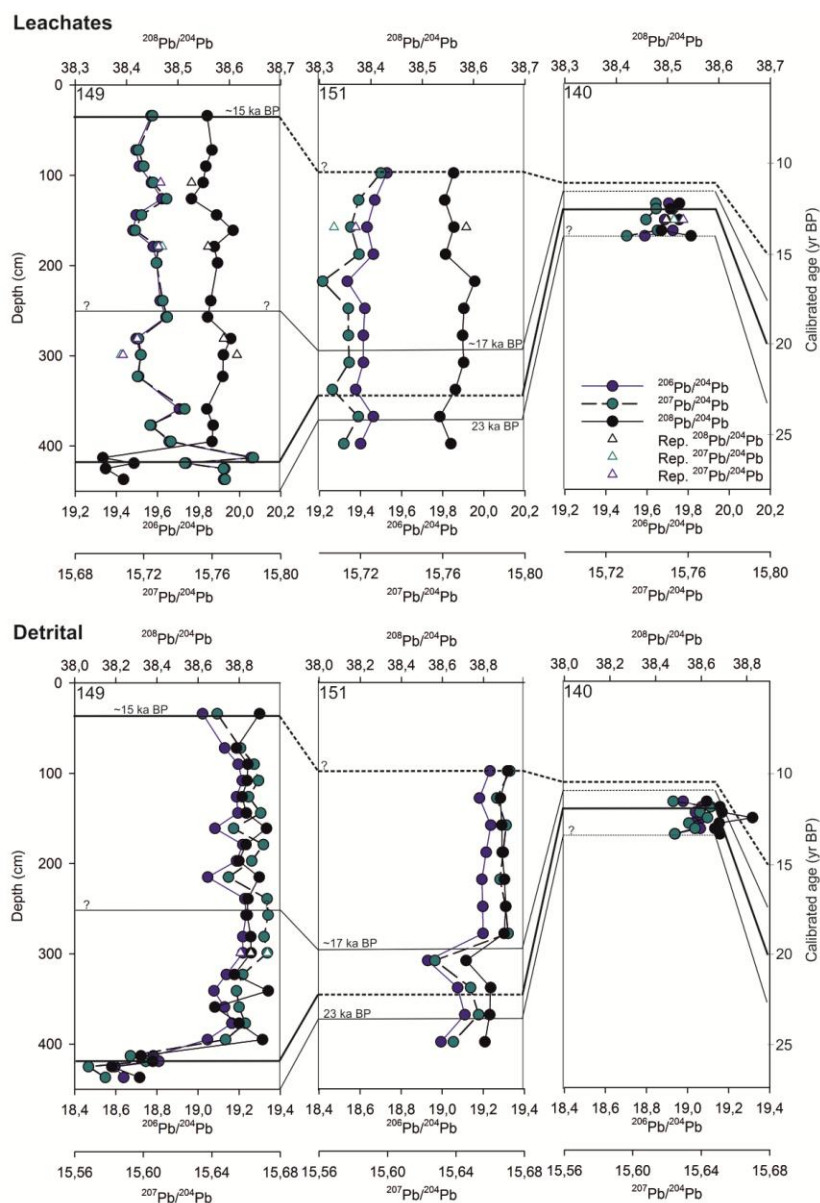 Leachates
208Pb/204Pb 208Pb/204Pb 208Pb/204Pb
38,3 38,4 38,5 38,6 38,7 38,3 38,4 38,5 38,6 38,7 38,3 38,4 38,5 38,6 38,7
149 151 140
~15 ka BP
?
?
? ?
~17 ka BP
23 ka BP
Depth (cm)
0
100
200
300
400
Calibrated age (yr BP)
10
15
20
25
206Pb/204Pb
207Pb/204Pb
208Pb/204Pb
Rep. 208Pb/204Pb
Rep. 207Pb/204Pb
Rep. 207Pb/204Pb
19,2 19,4 19,6 19,8 20,0 20,2 19,2 19,4 19,6 19,8 20,0 20,2 19,2 19,4 19,6 19,8 20,0 20,2
206Pb/204Pb 206Pb/204Pb 206Pb/204Pb
15,68 15,72 15,76 15,80 15,72 15,76 15,80 15,72 15,76 15,80
207Pb/204Pb 207Pb/204Pb 207Pb/204Pb
Detrital
208Pb/204Pb 208Pb/204Pb 208Pb/204Pb
38,0 38,2 38,4 38,6 38,8 38,0 38,2 38,4 38,6 38,8 38,0 38,2 38,4 38,6 38,8
149 151 140
~15 ka BP
?
?
?
~17 ka BP
23 ka BP
Depth (cm)
0
100
200
300
400
Calibrated age (yr BP)
10
15
20
25
18,4 18,6 18,8 19,0 19,2 19,4 18,4 18,6 18,8 19,0 19,2 19,4 18,4 18,6 18,8 19,0 19,2 19,4
206Pb/204Pb 206Pb/204Pb 206Pb/204Pb
15,56 15,60 15,64 15,68 15,56 15,60 15,64 15,68 15,56 15,60 15,64 15,68
207Pb/204Pb 207Pb/204Pb 207Pb/204Pb